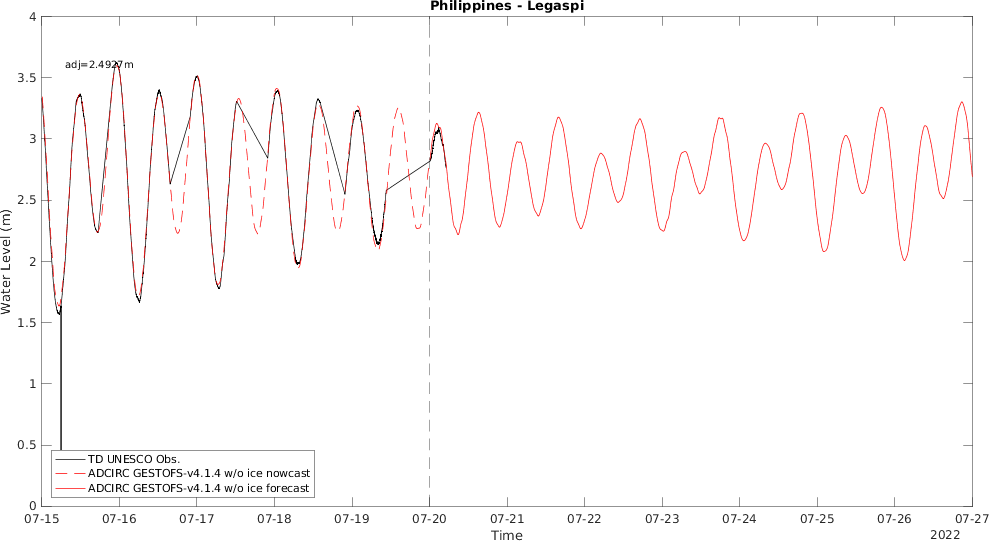 Philippines - Legaspi
4
adj=2.4927m
3.5
3
2.5
2
1.5
1
0.5
0
Water Level (m)
TD UNESCO Obs.
ADCIRC GESTOFS-v4.1.4 w/o ice nowcast
ADCIRC GESTOFS-v4.1.4 w/o ice forecast
07-15 07-16 07-17 07-18 07-19 07-20 07-21 07-22 07-23 07-24 07-25 07-26 07-27
Time
2022